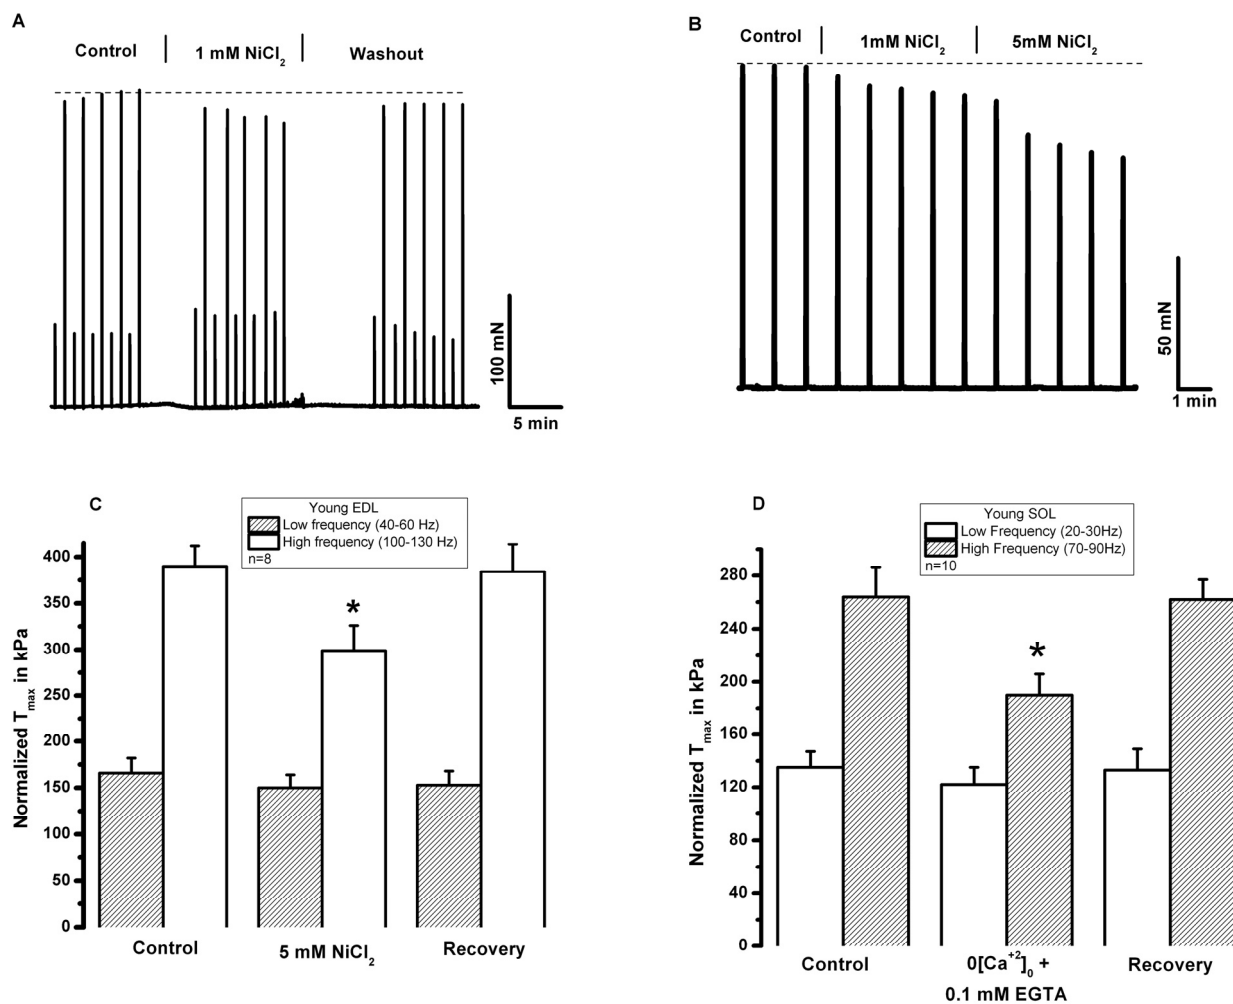 A
Control | 1 mM NiCl₂ | Washout
100 mN
5 min
B
Control | 1mM NiCl₂ | 5mM NiCl₂
50 mN
1 min
C
Young EDL
Low frequency (40-60 Hz)
High frequency (100-130 Hz)
n=8
Normalized Tmax in kPa
400
350
300
250
200
150
100
50
0
*
Control
5 mM NiCl₂
Recovery
D
Young SOL
Low Frequency (20-30Hz)
High Frequency (70-90Hz)
n=10
Normalized Tmax in kPa
280
240
200
160
120
80
40
0
*
Control
0[Ca⁺²]₀ +
0.1 mM EGTA
Recovery